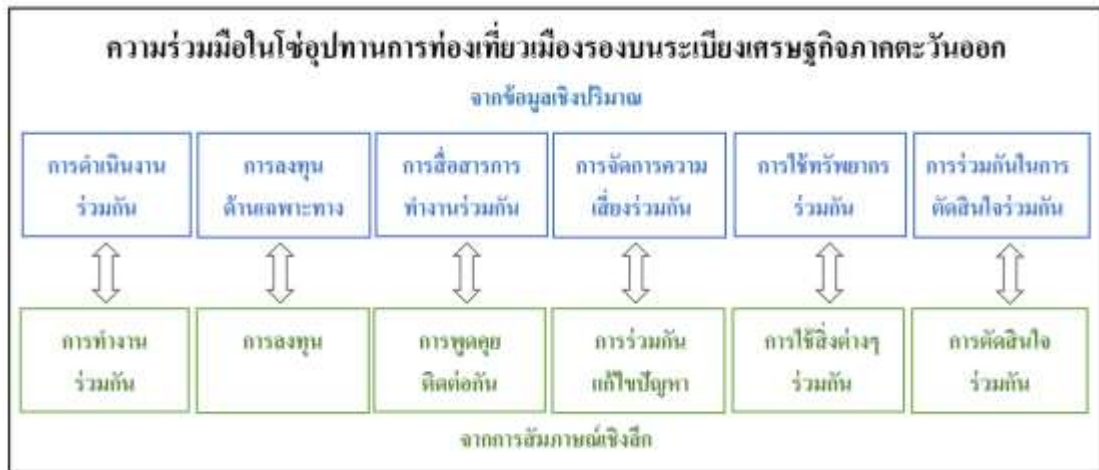 ความร่วมมือในโซ่อุปทานการท่องเที่ยวเมืองรองบนระเบียงเศรษฐกิจภาคตะวันออก
จากข้อมูลเชิงปริมาณ
การดำเนินงาน
ร่วมกัน
การลงทุน
ด้านเฉพาะทาง
การสื่อสารการ
ทำงานร่วมกัน
การจัดการความ
เสี่ยงร่วมกัน
การใช้ทรัพยากร
ร่วมกัน
การร่วมกันในการ
ตัดสินใจร่วมกัน
การทำงาน
ร่วมกัน
การลงทุน
การพูดคุย
ติดต่อกัน
การร่วมกัน
แก้ไขปัญหา
การใช้สิ่งต่างๆ
ร่วมกัน
การตัดสินใจ
ร่วมกัน
จากการสัมภาษณ์เชิงลึก